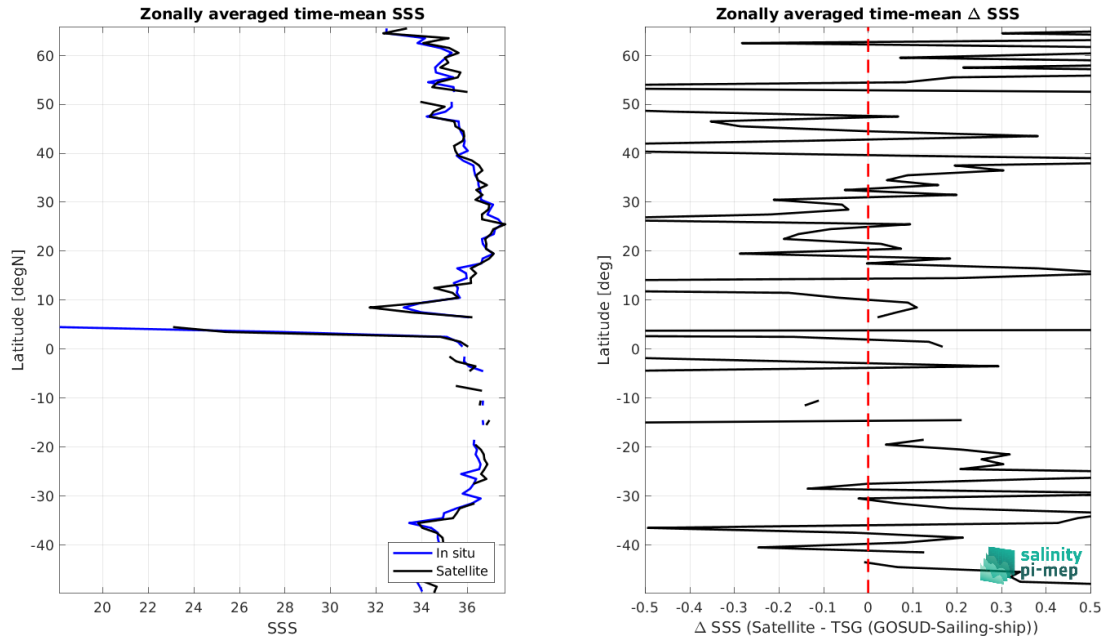 Zonally averaged time-mean SSS
60
50
40
30
20
10
0
-10
-20
-30
-40
Latitude [degN]
20 22 24 26 28 30 32 34 36
SSS
In situ
Satellite
Zonally averaged time-mean Δ SSS
60
50
40
30
20
10
0
-10
-20
-30
-40
Latitude [deg]
-0.5 -0.4 -0.3 -0.2 -0.1 0 0.1 0.2 0.3 0.4 0.5
Δ SSS (Satellite - TSG (GOSUD-Sailing-ship))
salinity
pi-mep